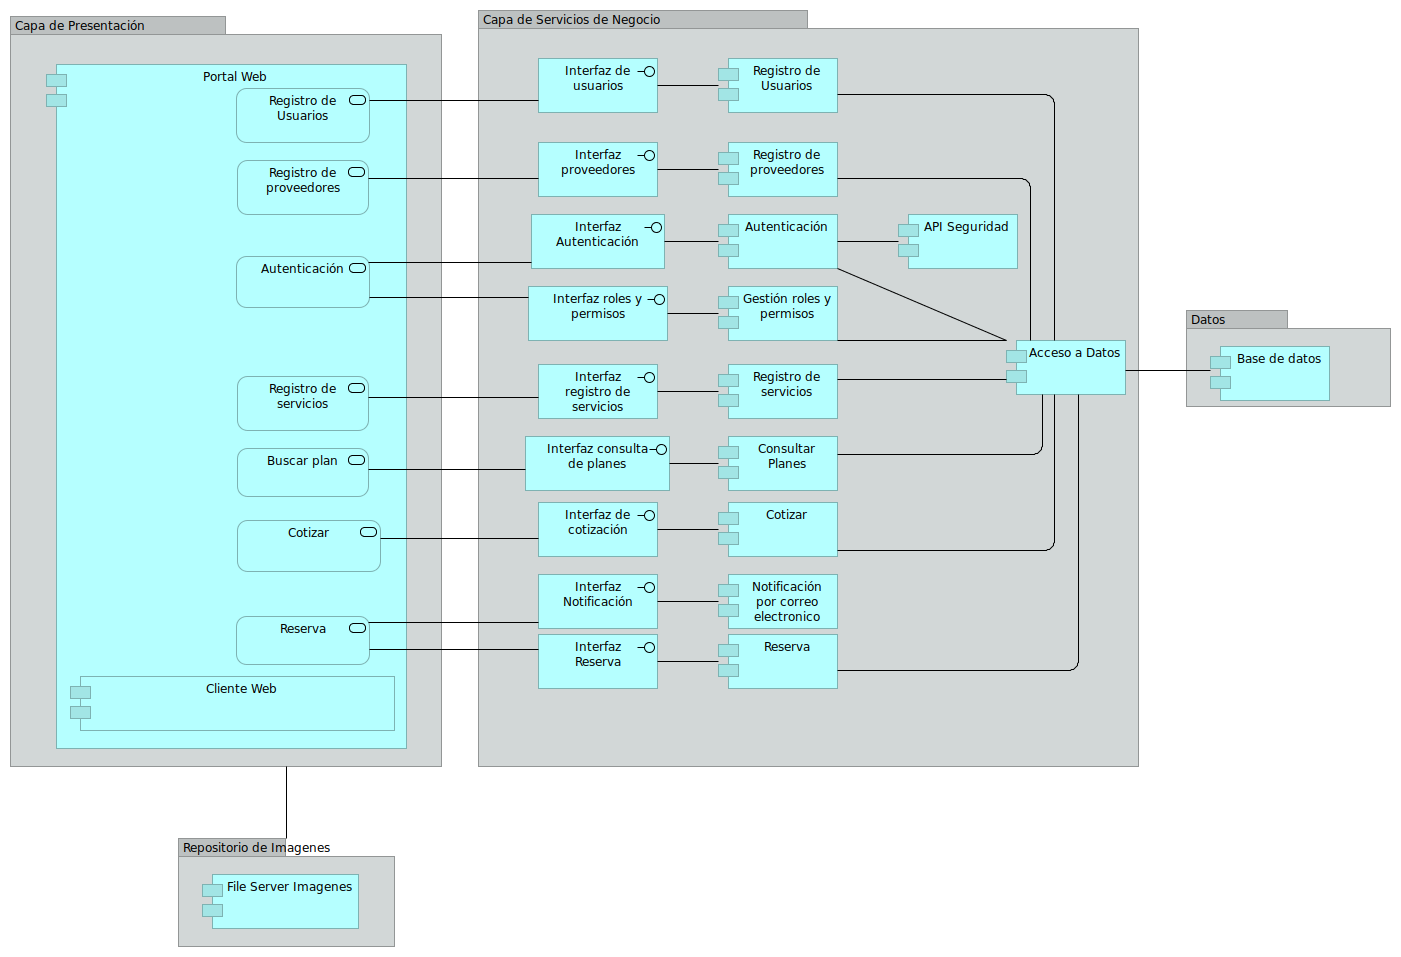 Capa de Presentación
Portal Web
Registro de
Usuarios
Registro de
proveedores
Autenticación
Registro de
servicios
Buscar plan
Cotizar
Reserva
Cliente Web
Capa de Servicios de Negocio
Interfaz de
usuarios
Registro de
Usuarios
Interfaz
proveedores
Registro de
proveedores
Interfaz
Autenticación
Autenticación
API Seguridad
Interfaz roles y
permisos
Gestión roles y
permisos
Acceso a Datos
Interfaz
registro de
servicios
Registro de
servicios
Interfaz consulta
de planes
Consultar
Planes
Interfaz de
cotización
Cotizar
Interfaz
Notificación
Notificación
por correo
electronico
Interfaz
Reserva
Reserva
Datos
Base de datos
Repositorio de Imagenes
File Server Imagenes